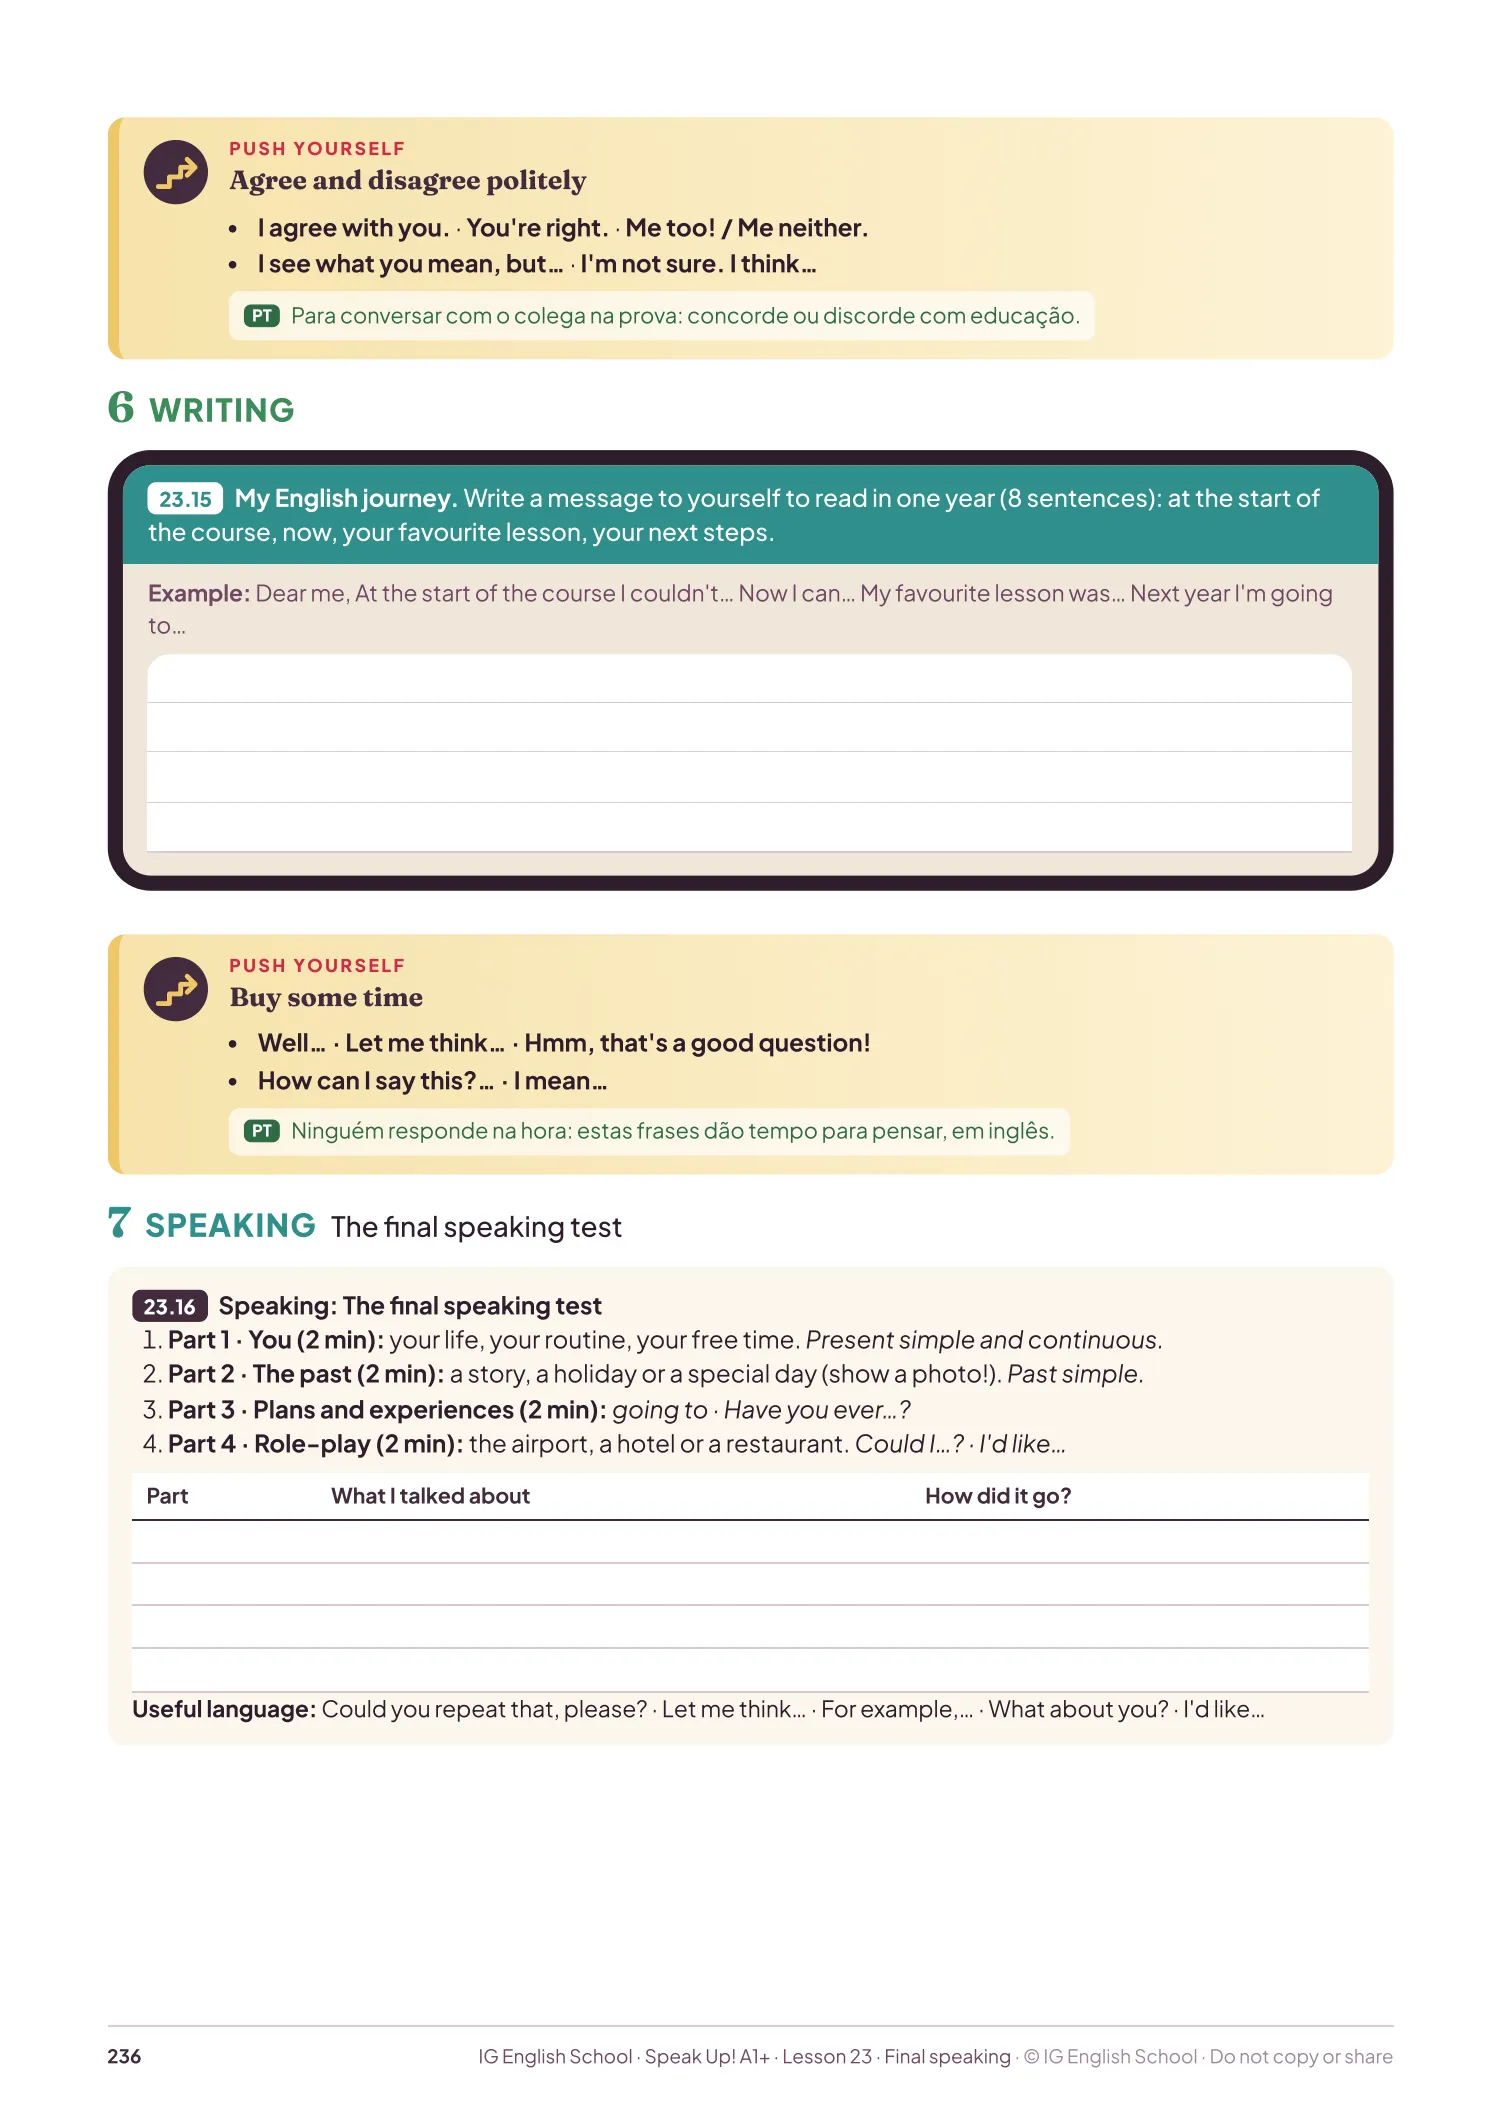 PUSH YOURSELF
Agree and disagree politely
• I agree with you. · You're right. · Me too! / Me neither.
• I see what you mean, but… · I'm not sure. I think…
PT Para conversar com o colega na prova: concorde ou discorde com educação.
6 WRITING
23.15 My English journey. Write a message to yourself to read in one year (8 sentences): at the start of
the course, now, your favourite lesson, your next steps.
Example: Dear me, At the start of the course I couldn't… Now I can… My favourite lesson was… Next year I'm going
to…
PUSH YOURSELF
Buy some time
• Well… · Let me think… · Hmm, that's a good question!
• How can I say this?… · I mean…
PT Ninguém responde na hora: estas frases dão tempo para pensar, em inglês.
7 SPEAKING The final speaking test
23.16 Speaking: The final speaking test
1. Part 1 · You (2 min): your life, your routine, your free time. Present simple and continuous.
2. Part 2 · The past (2 min): a story, a holiday or a special day (show a photo!). Past simple.
3. Part 3 · Plans and experiences (2 min): going to · Have you ever…?
4. Part 4 · Role-play (2 min): the airport, a hotel or a restaurant. Could I…? · I'd like…
Part What I talked about How did it go?
Useful language: Could you repeat that, please? · Let me think… · For example,… · What about you? · I'd like…
236 IG English School · Speak Up! A1+ · Lesson 23 · Final speaking · © IG English School · Do not copy or share